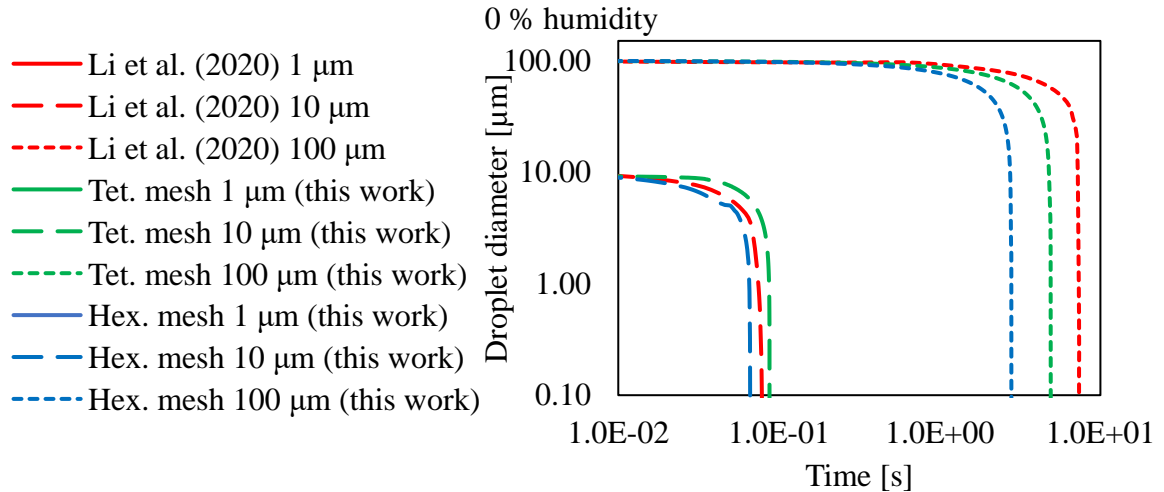 0 % humidity
Li et al. (2020) 1 μm
Li et al. (2020) 10 μm
Li et al. (2020) 100 μm
Tet. mesh 1 μm (this work)
Tet. mesh 10 μm (this work)
Tet. mesh 100 μm (this work)
Hex. mesh 1 μm (this work)
Hex. mesh 10 μm (this work)
Hex. mesh 100 μm (this work)
Droplet diameter [μm]
100.00
10.00
1.00
0.10
1.0E-02 1.0E-01 1.0E+00 1.0E+01
Time [s]